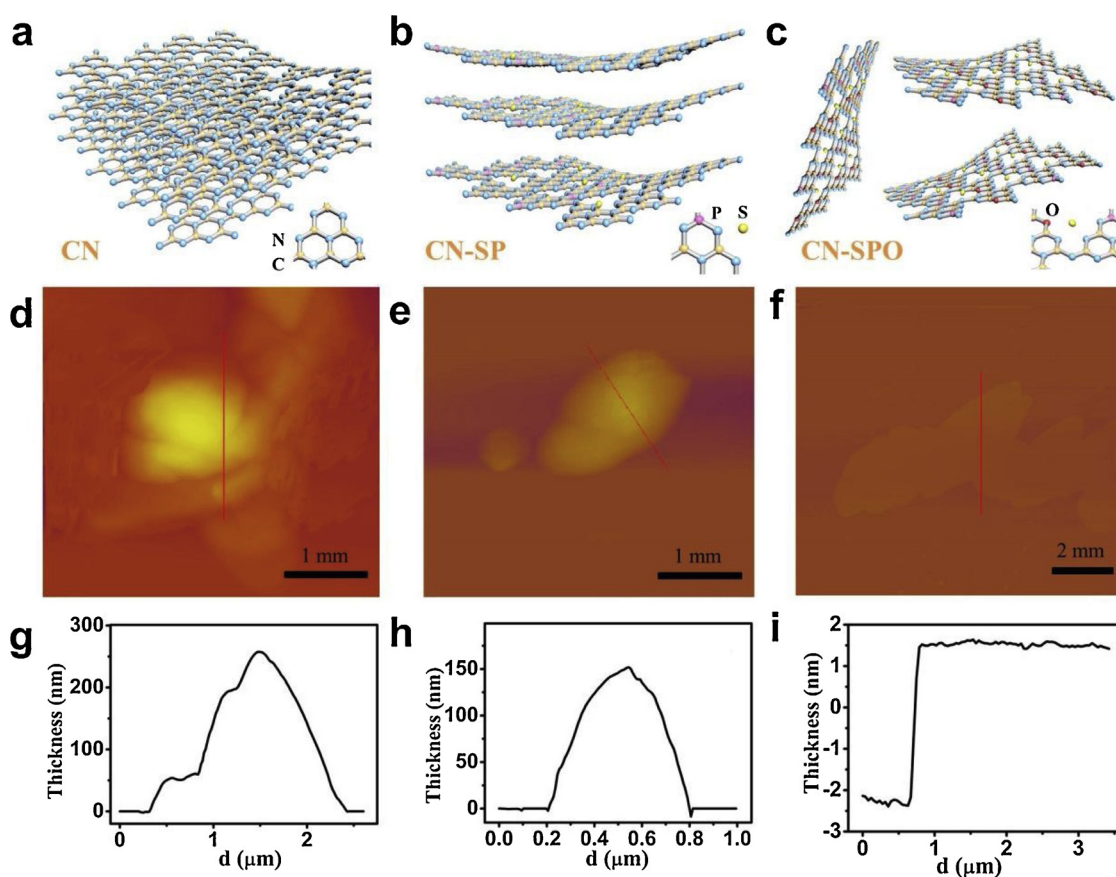 a
b
c
N
C
CN
P S
CN-SP
O
CN-SPO
d
e
f
1 mm
1 mm
2 mm
g
h
i
300
200
100
0
Thickness (nm)
0 1 2
d (μm)
150
100
50
0
Thickness (nm)
0.0 0.2 0.4 0.6 0.8 1.0
d (μm)
2
1
0
-1
-2
-3
Thickness (nm)
0 1 2 3
d (μm)